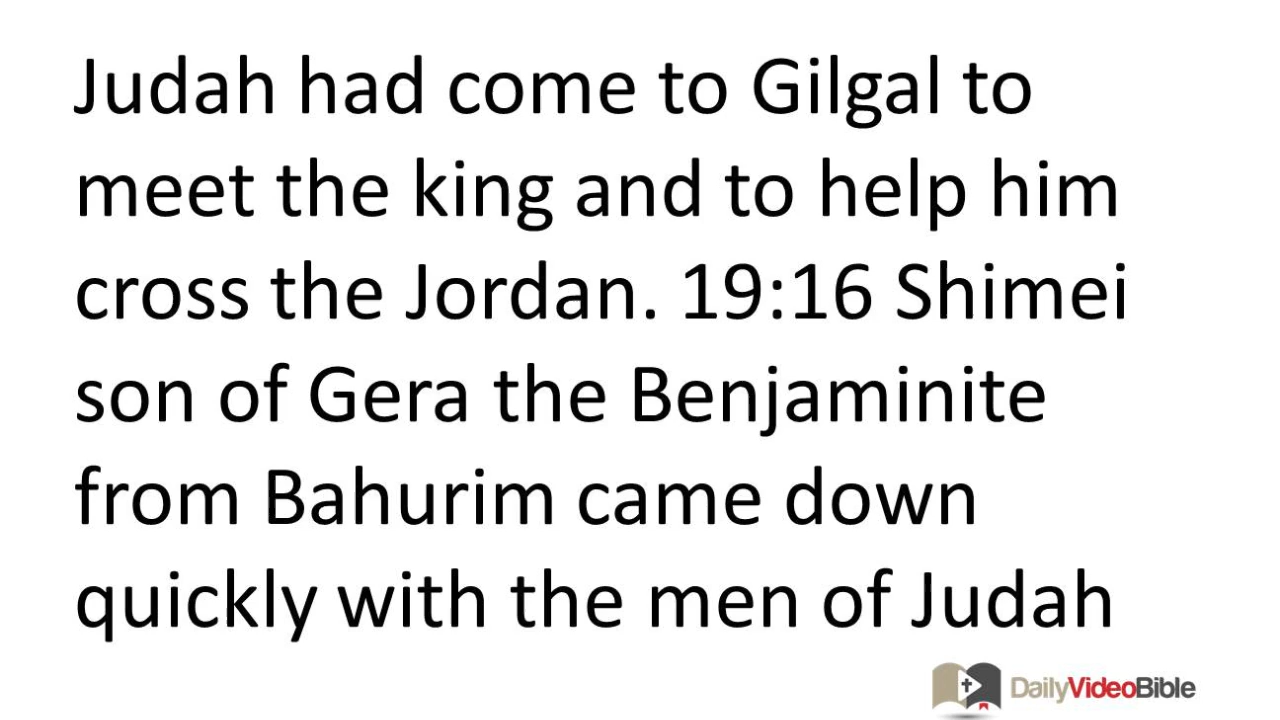 Judah had come to Gilgal to
meet the king and to help him
cross the Jordan. 19:16 Shimei
son of Gera the Benjaminite
from Bahurim came down
quickly with the men of Judah
DailyVideoBible